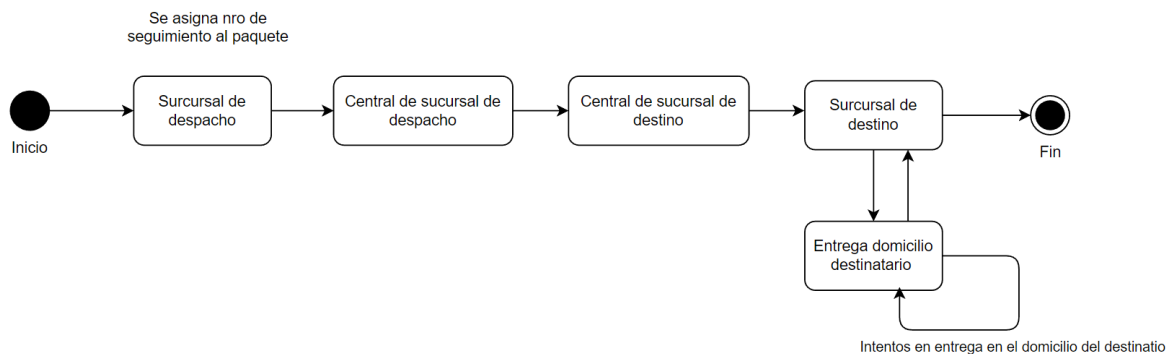 Se asigna nro de
seguimiento al paquete
Surcursal de
despacho
Central de sucursal de
despacho
Central de sucursal de
destino
Surcursal de
destino
Inicio
Fin
Entrega domicilio
destinatario
Intentos en entrega en el domicilio del destinatio